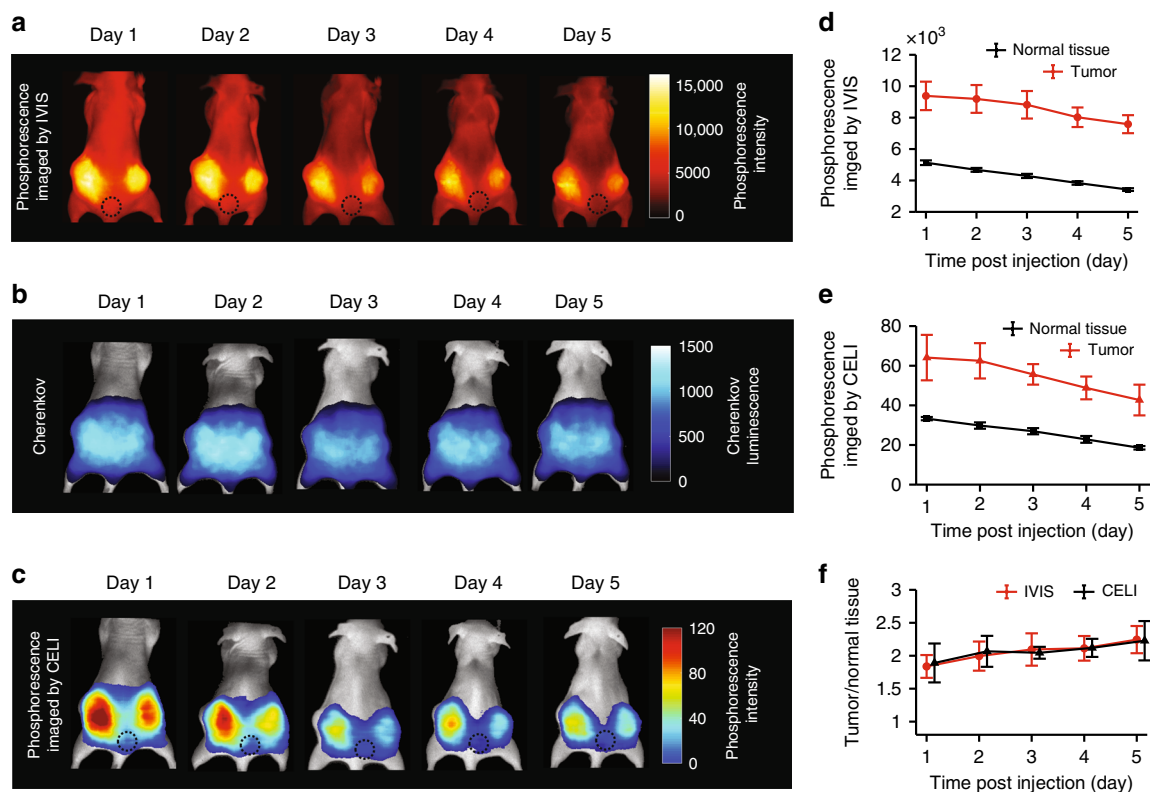 a
Day 1 Day 2 Day 3 Day 4 Day 5
Phosphorescence
imaged by IVIS
15,000
10,000
5000
0
Phosphorescence
intensity
b
Day 1 Day 2 Day 3 Day 4 Day 5
Cherenkov
1500
1000
500
0
Cherenkov
luminescence
c
Day 1 Day 2 Day 3 Day 4 Day 5
Phosphorescence
imaged by CELI
120
80
40
0
Phosphorescence
intensity
d
×10³
Normal tissue
Tumor
Phosphorescence
imged by IVIS
12
10
8
6
4
2
1 2 3 4 5
Time post injection (day)
e
Normal tissue
Tumor
Phosphorescence
imged by CELI
80
60
40
20
0
1 2 3 4 5
Time post injection (day)
f
IVIS CELI
Tumor/normal tissue
3
2.5
2
1.5
1
1 2 3 4 5
Time post injection (day)